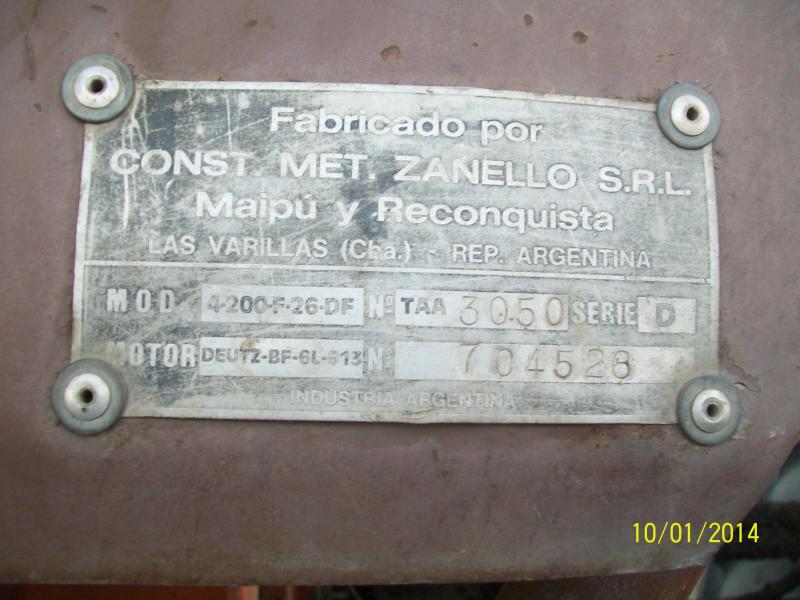 Fabricado por
CONST. MET. ZANELLO S.R.L.
Maipú y Reconquista
LAS VARILLAS (Cba.) - REP. ARGENTINA
MOD 4-200-F-26-DF Nº TAA 3050 SERIE D
MOTOR DEUTZ-BF-6L-913 Nº 704528
INDUSTRIA ARGENTINA
10/01/2014